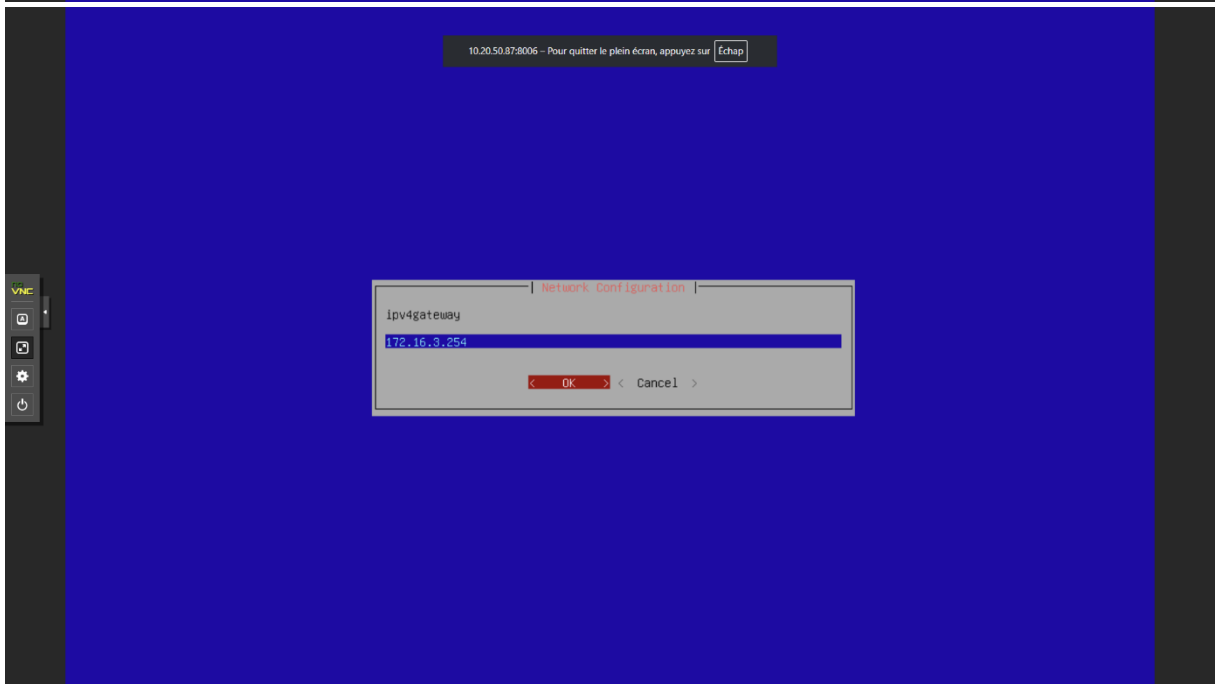 10.20.50.87:8006 – Pour quitter le plein écran, appuyez sur Échap
VNC
A
| Network Configuration |
ipv4gateway
172.16.3.254
< OK > < Cancel >